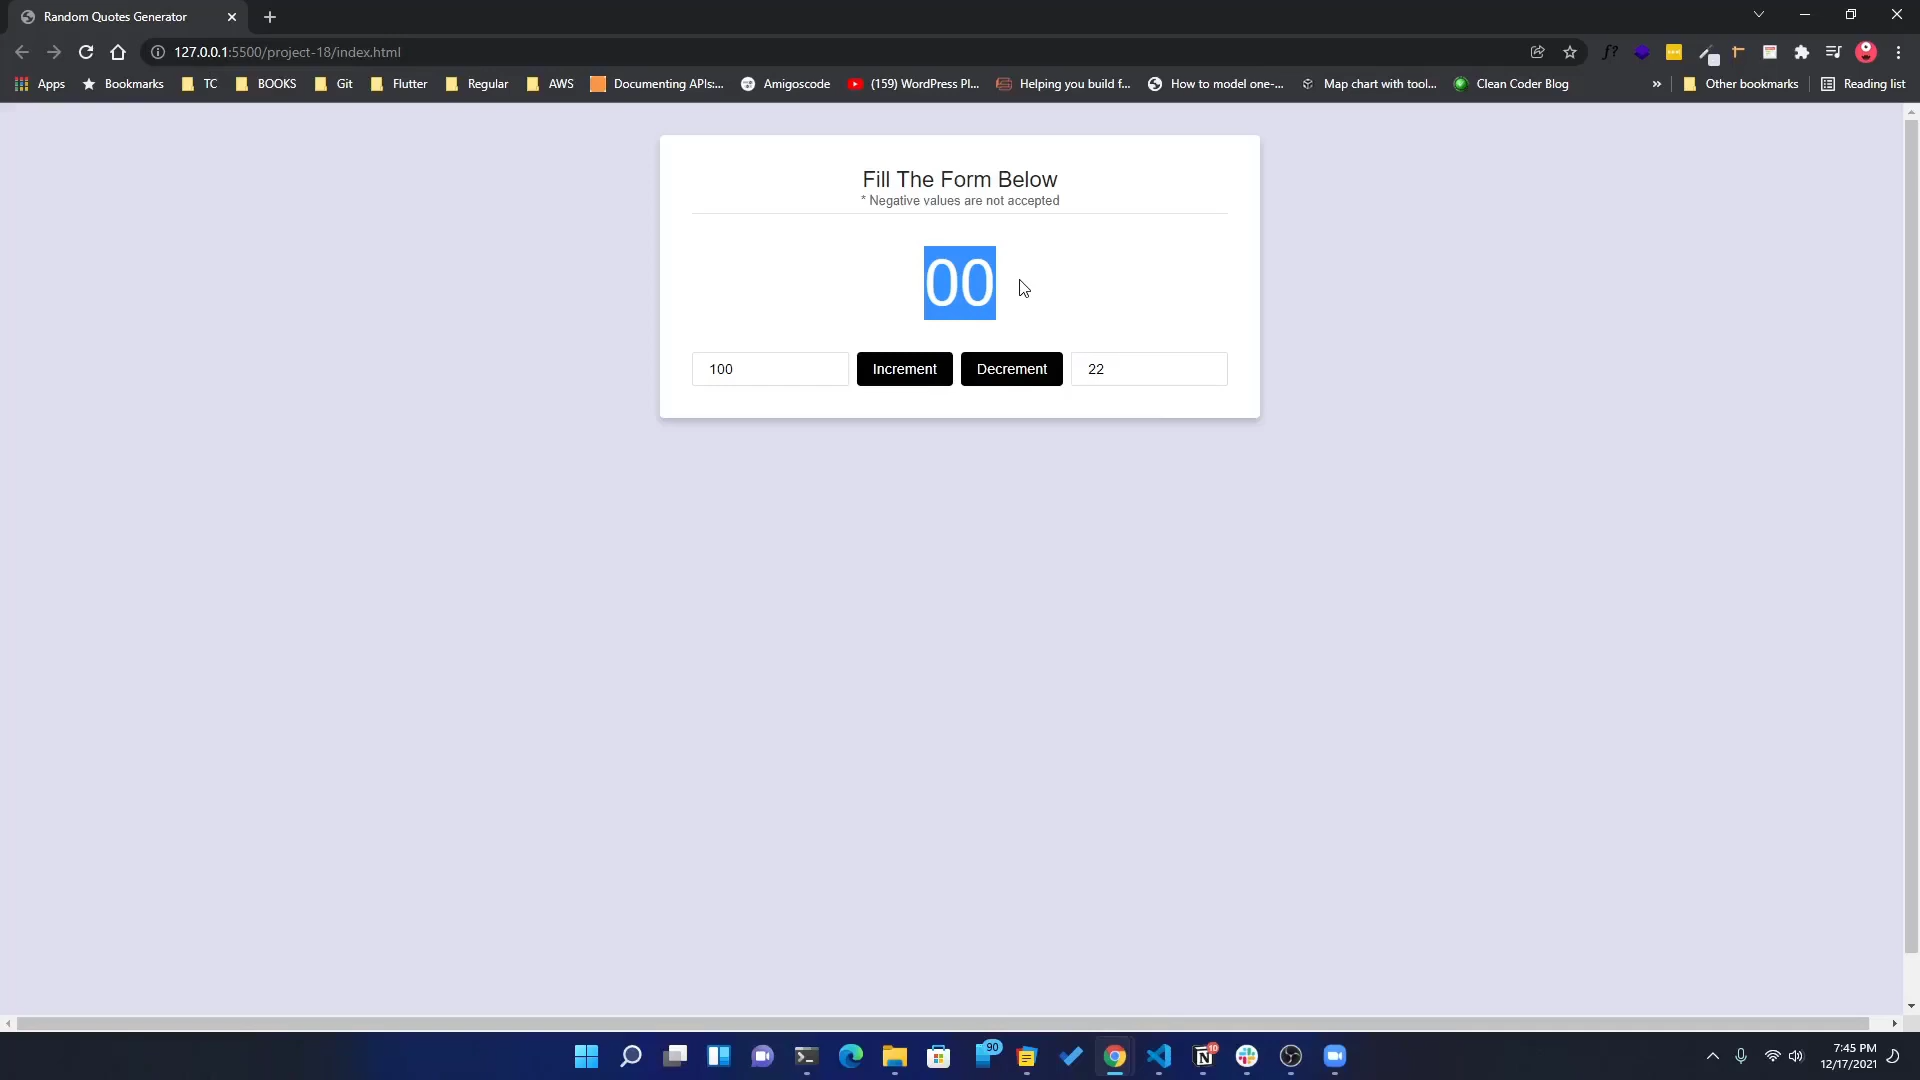 Random Quotes Generator
127.0.0.1:5500/project-18/index.html
f?
Apps Bookmarks TC BOOKS Git Flutter Regular AWS Documenting APIs:... Amigoscode (159) WordPress Pl... Helping you build f... How to model one-... Map chart with tool... Clean Coder Blog » Other bookmarks Reading list
Fill The Form Below
* Negative values are not accepted
00
100 Increment Decrement 22
90
10
7:45 PM
12/17/2021